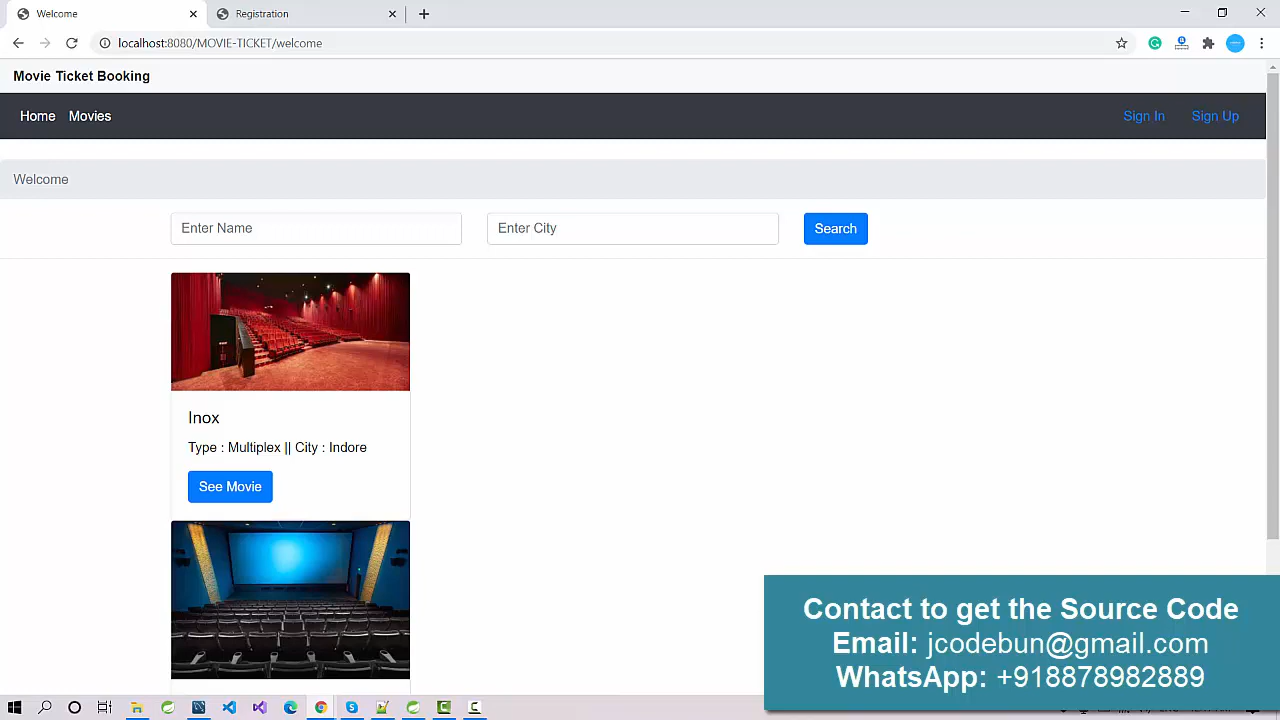 Welcome
Registration
localhost:8080/MOVIE-TICKET/welcome
Movie Ticket Booking
Home Movies Sign In Sign Up
Welcome
Enter Name Enter City Search
Inox
Type : Multiplex || City : Indore
See Movie
Contact to get the Source Code
Email: jcodebun@gmail.com
WhatsApp: +918878982889